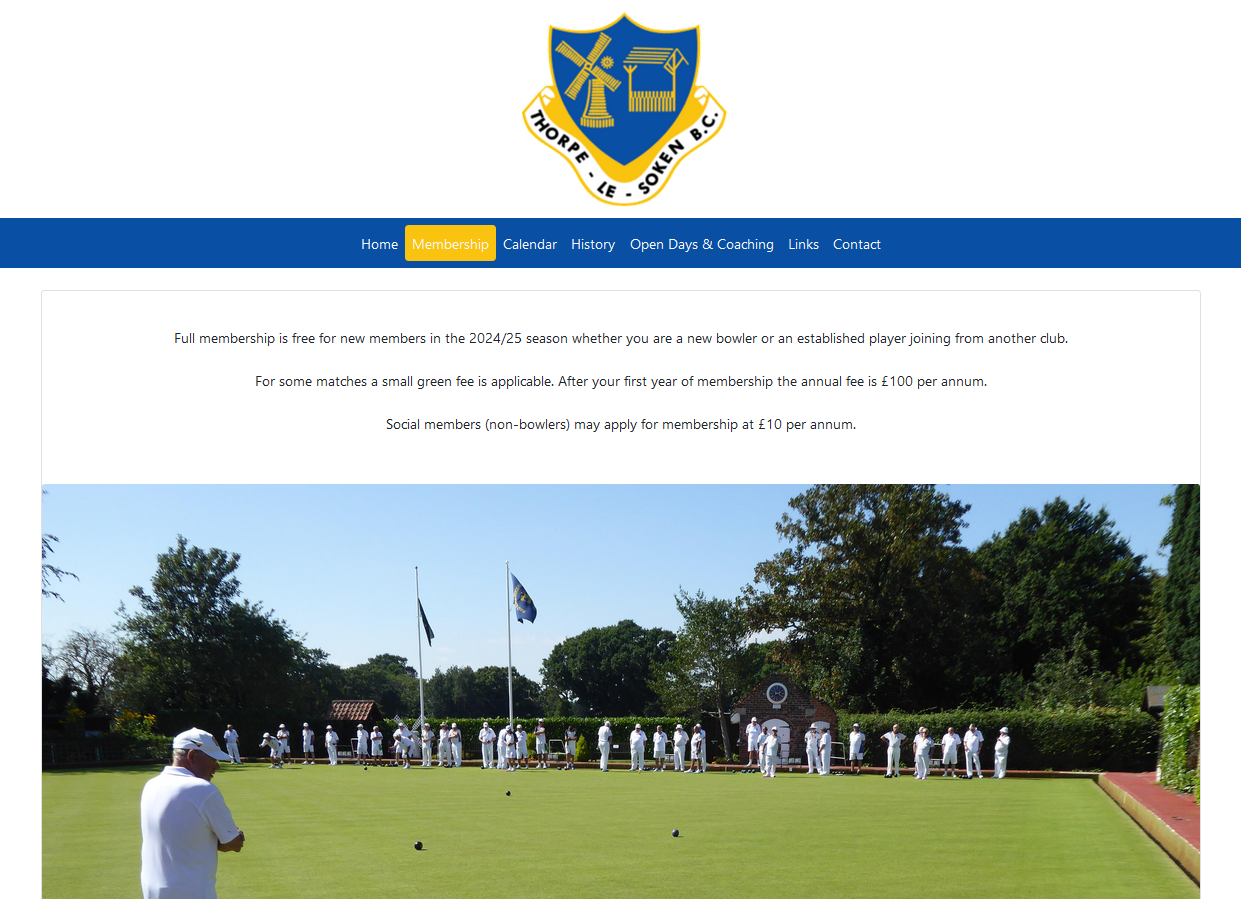 THORPE - LE - SOKEN B.C.
Home Membership Calendar History Open Days & Coaching Links Contact
Full membership is free for new members in the 2024/25 season whether you are a new bowler or an established player joining from another club.
For some matches a small green fee is applicable. After your first year of membership the annual fee is £100 per annum.
Social members (non-bowlers) may apply for membership at £10 per annum.